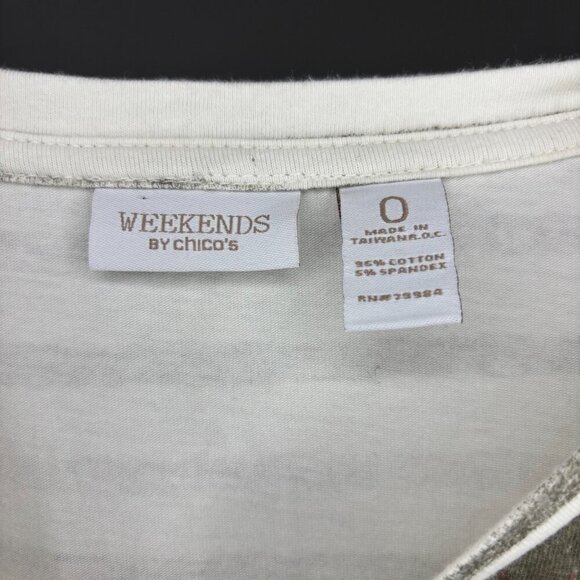 WEEKENDS
BY CHICO'S
0
MADE IN
TAIWAN R.O.C.
95% COTTON
5% SPANDEX
RN#79984